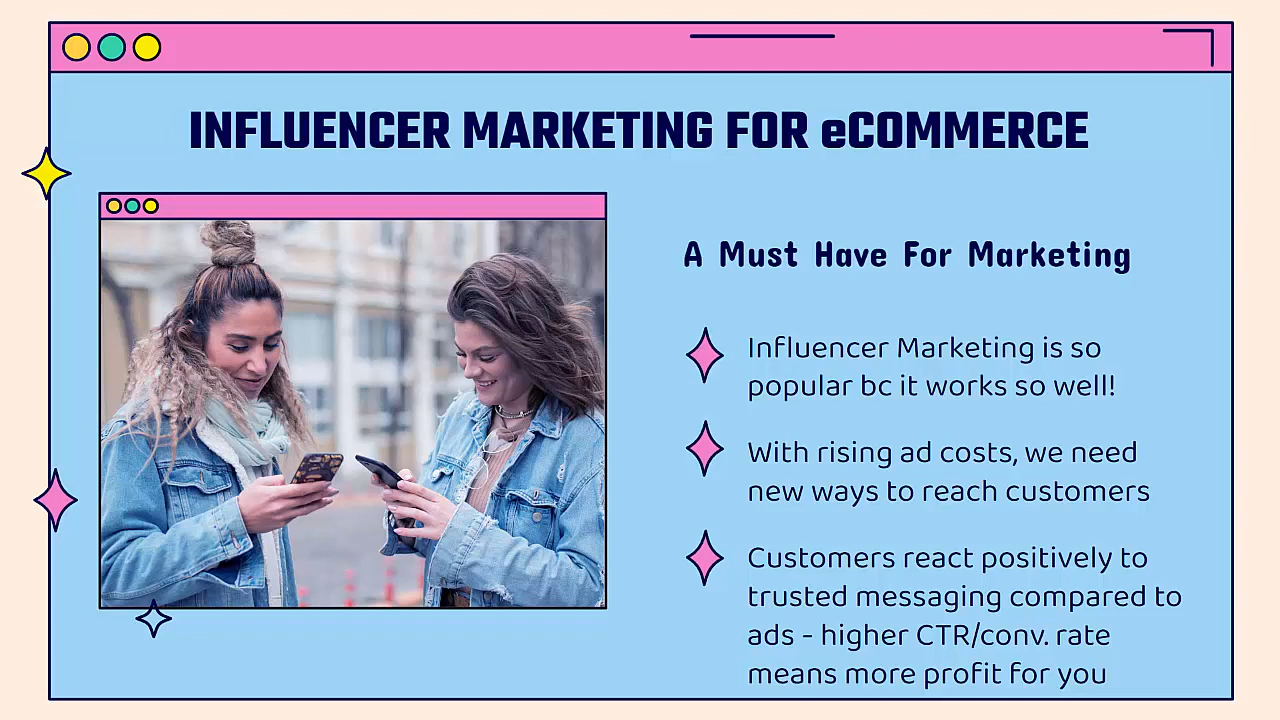 INFLUENCER MARKETING FOR eCOMMERCE
A Must Have For Marketing
Influencer Marketing is so
popular bc it works so well!
With rising ad costs, we need
new ways to reach customers
Customers react positively to
trusted messaging compared to
ads - higher CTR/conv. rate
means more profit for you